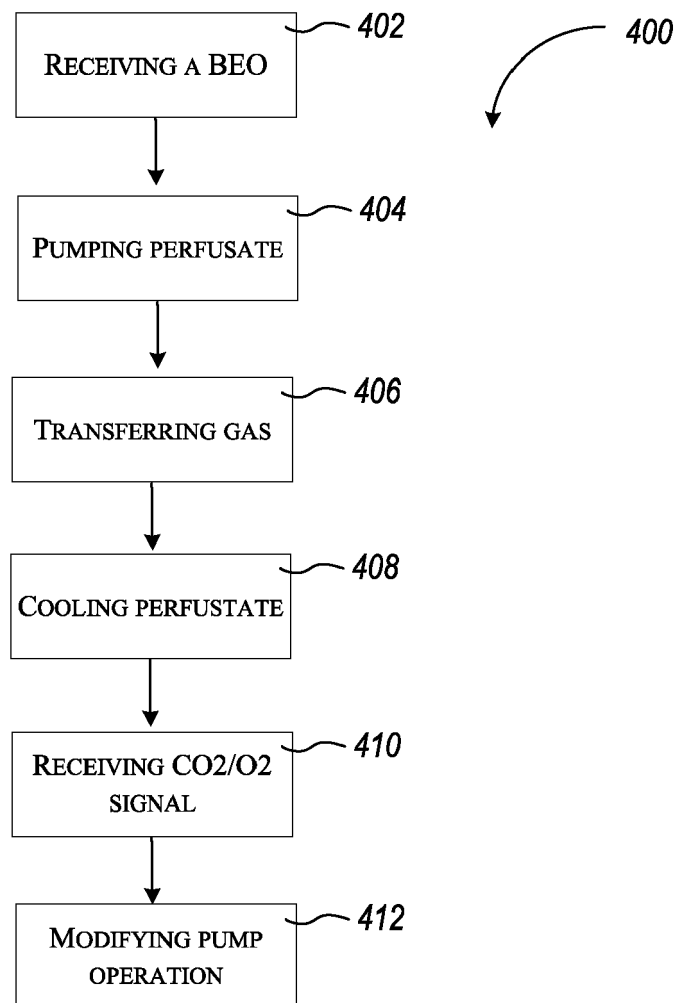 RECEIVING A BEO
402
400
PUMPING PERFUSATE
404
TRANSFERRING GAS
406
COOLING PERFUSTATE
408
RECEIVING CO2/O2
SIGNAL
410
MODIFYING PUMP
OPERATION
412